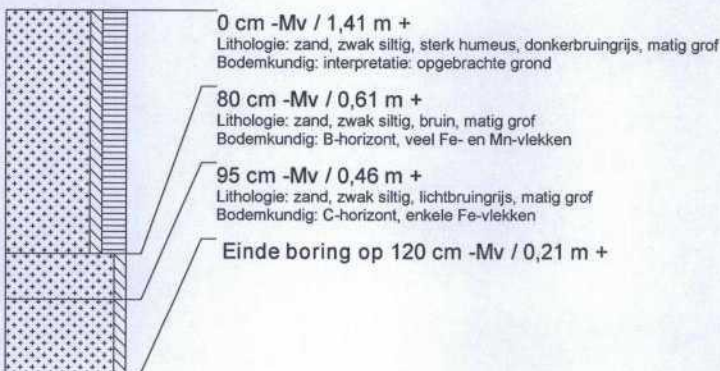 0 cm -Mv / 1,41 m +
Lithologie: zand, zwak siltig, sterk humeus, donkerbruingrijs, matig grof
Bodemkundig: interpretatie: opgebrachte grond
80 cm -Mv / 0,61 m +
Lithologie: zand, zwak siltig, bruin, matig grof
Bodemkundig: B-horizont, veel Fe- en Mn-vlekken
95 cm -Mv / 0,46 m +
Lithologie: zand, zwak siltig, lichtbruingrijs, matig grof
Bodemkundig: C-horizont, enkele Fe-vlekken
Einde boring op 120 cm -Mv / 0,21 m +